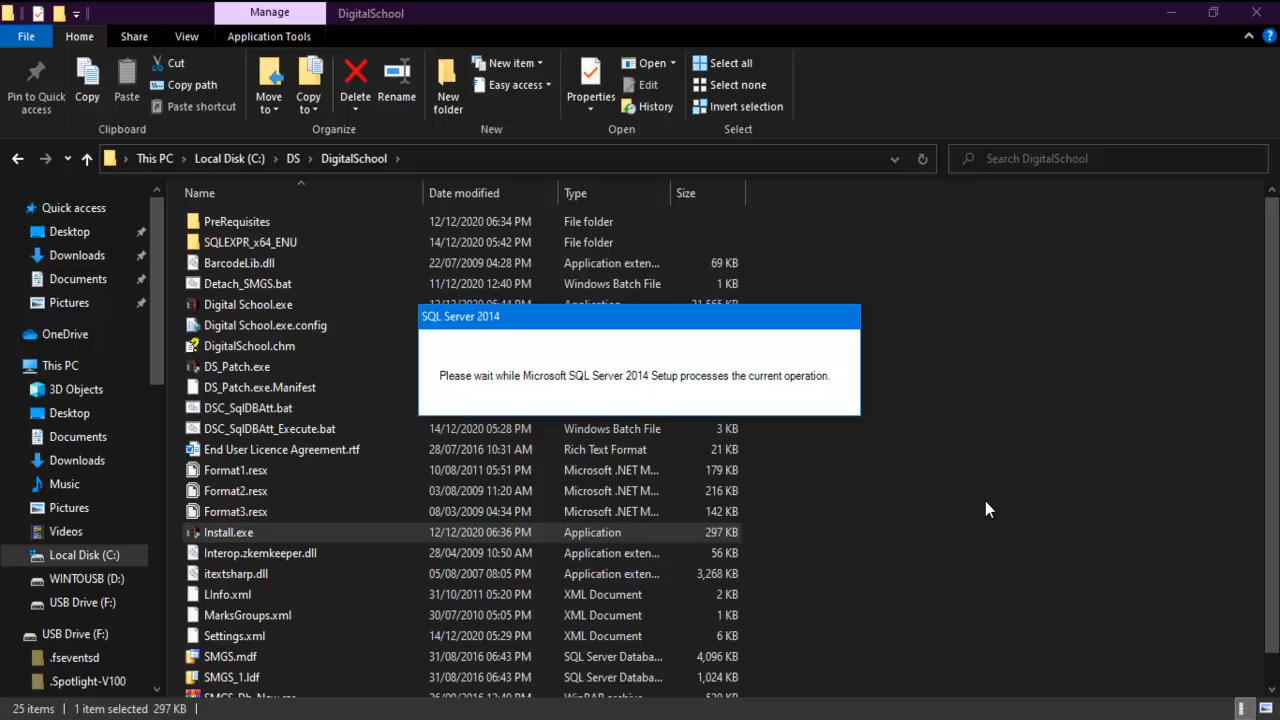 Manage
DigitalSchool
File
Home
Share
View
Application Tools
Pin to Quick access
Copy
Paste
Cut
Copy path
Paste shortcut
Clipboard
Move to
Copy to
Delete
Rename
Organize
New folder
New item
Easy access
New
Properties
Open
Edit
History
Open
Select all
Select none
Invert selection
Select
This PC > Local Disk (C:) > DS > DigitalSchool >
Search DigitalSchool
Quick access
Desktop
Downloads
Documents
Pictures
OneDrive
This PC
3D Objects
Desktop
Documents
Downloads
Music
Pictures
Videos
Local Disk (C:)
WINTOUSB (D:)
USB Drive (F:)
USB Drive (F:)
.fseventsd
.Spotlight-V100
Name Date modified Type Size
PreRequisites 12/12/2020 06:34 PM File folder
SQLEXPR_x64_ENU 14/12/2020 05:42 PM File folder
BarcodeLib.dll 22/07/2009 04:28 PM Application exten... 69 KB
Detach_SMGS.bat 11/12/2020 12:40 PM Windows Batch File 1 KB
Digital School.exe
Digital School.exe.config
DigitalSchool.chm
DS_Patch.exe
DS_Patch.exe.Manifest
DSC_SqlDBAtt.bat
DSC_SqlDBAtt_Execute.bat 14/12/2020 05:28 PM Windows Batch File 3 KB
End User Licence Agreement.rtf 28/07/2016 10:31 AM Rich Text Format 21 KB
Format1.resx 10/08/2011 05:51 PM Microsoft .NET M... 179 KB
Format2.resx 03/08/2009 11:20 AM Microsoft .NET M... 216 KB
Format3.resx 08/03/2009 04:34 PM Microsoft .NET M... 142 KB
Install.exe 12/12/2020 06:36 PM Application 297 KB
Interop.zkemkeeper.dll 28/04/2009 10:50 AM Application exten... 56 KB
itextsharp.dll 05/08/2007 08:05 PM Application exten... 3,268 KB
LInfo.xml 31/10/2011 05:20 PM XML Document 2 KB
MarksGroups.xml 30/07/2010 05:05 PM XML Document 1 KB
Settings.xml 14/12/2020 05:29 PM XML Document 6 KB
SMGS.mdf 31/08/2016 06:43 PM SQL Server Databa... 4,096 KB
SMGS_1.ldf 31/08/2016 06:43 PM SQL Server Databa... 1,024 KB
SQL Server 2014
Please wait while Microsoft SQL Server 2014 Setup processes the current operation.
25 items
1 item selected 297 KB